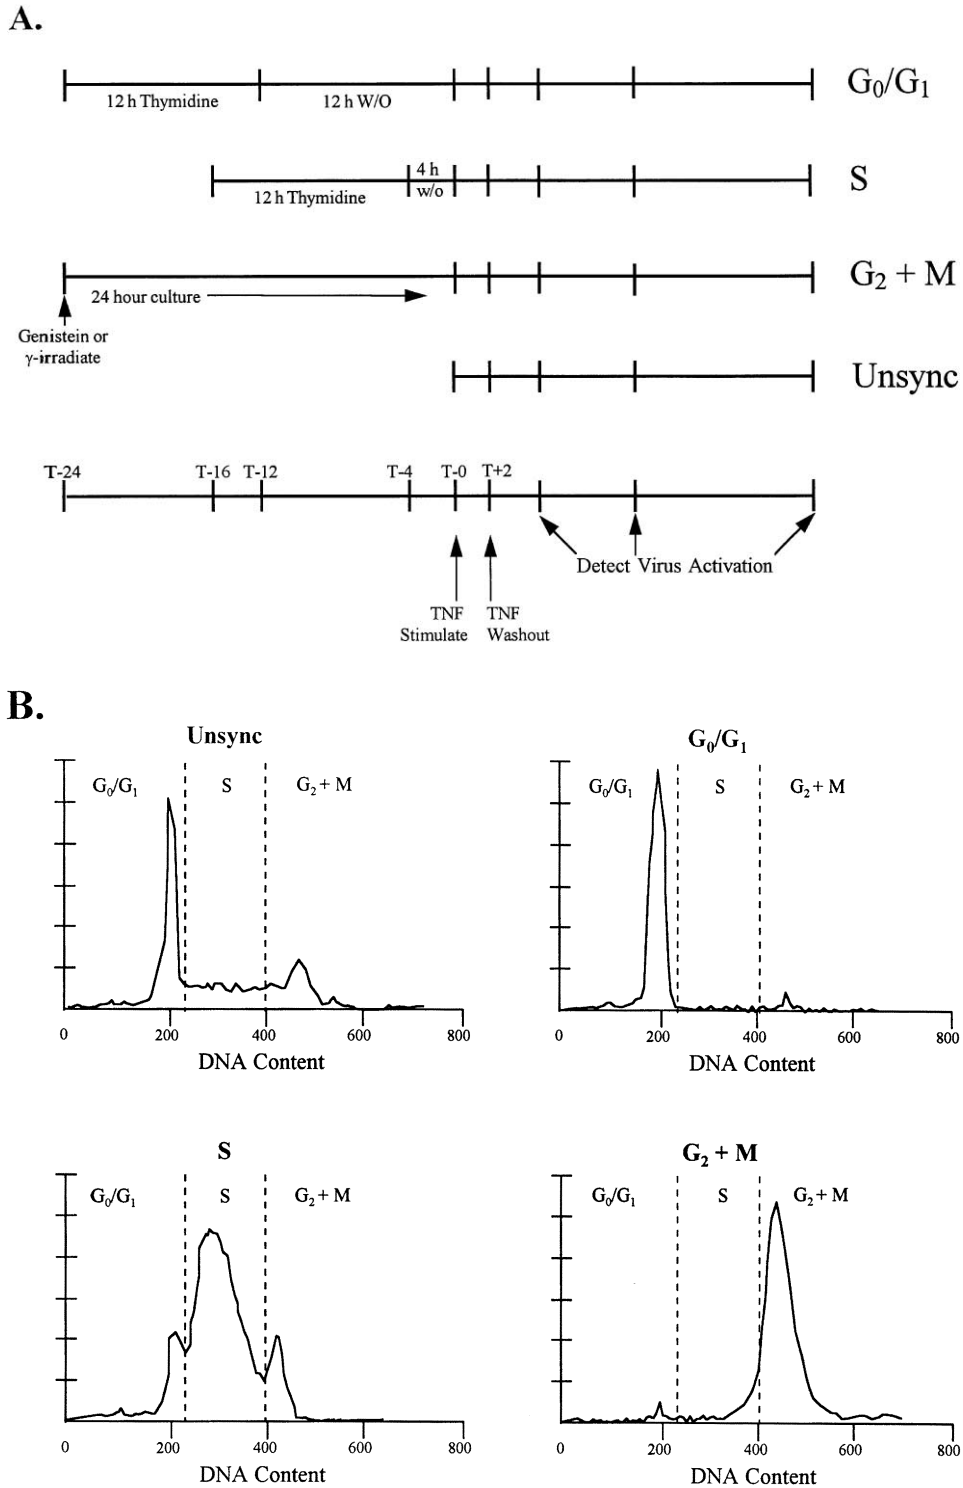 A.
12 h Thymidine
12 h W/O
G₀/G₁
12 h Thymidine
4 h
w/o
S
24 hour culture
G₂ + M
Genistein or
γ-irradiate
Unsync
T-24 T-16 T-12 T-4 T-0 T+2
Detect Virus Activation
TNF
Stimulate
TNF
Washout
B.
Unsync
G₀/G₁ S G₂ + M
0 200 400 600 800
DNA Content
G₀/G₁
G₀/G₁ S G₂ + M
0 200 400 600 800
DNA Content
S
G₀/G₁ S G₂ + M
0 200 400 600 800
DNA Content
G₂ + M
G₀/G₁ S G₂ + M
0 200 400 600 800
DNA Content